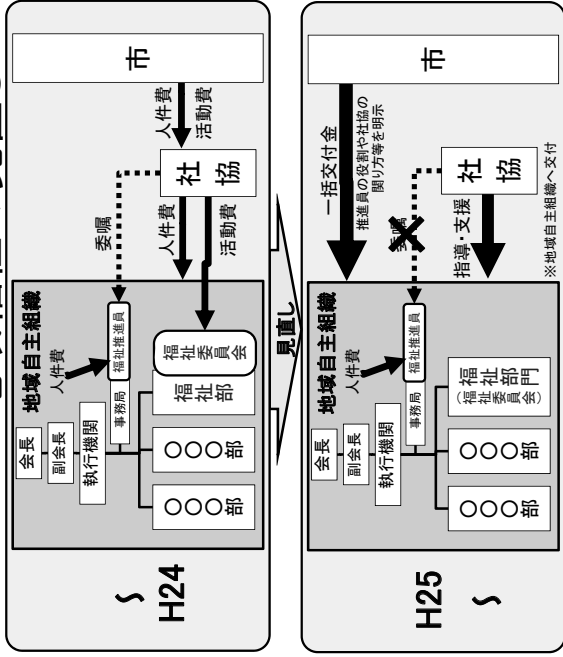 ～H24
地域自主組織
会長
副会長
執行機関
事務局
福祉推進員
人件費
○○○部
○○○部
福祉部
福祉委員会
委嘱
人件費
活動費
社協
人件費
活動費
市
見直し
H25～
地域自主組織
会長
副会長
執行機関
事務局
福祉推進員
人件費
○○○部
○○○部
福祉部門
（福祉委員会）
一括交付金
推進員の役割や社協の
関り方等を明示
委嘱
指導・支援
社協
市
※地域自主組織へ交付